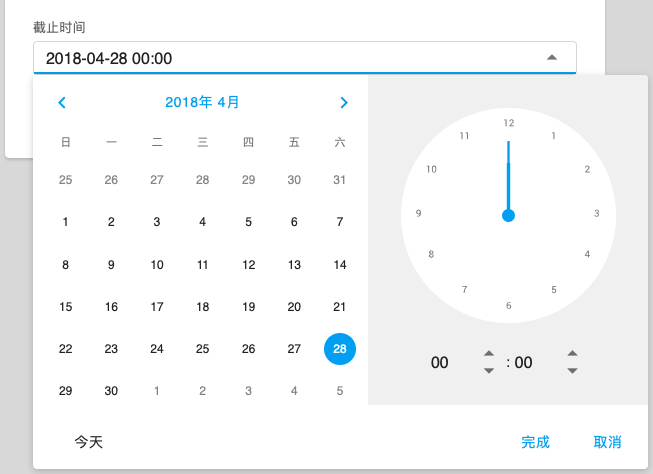 截止时间
2018-04-28 00:00
2018年 4月
日 一 二 三 四 五 六
25 26 27 28 29 30 31
1 2 3 4 5 6 7
8 9 10 11 12 13 14
15 16 17 18 19 20 21
22 23 24 25 26 27 28
29 30 1 2 3 4 5
12
11 1
10 2
9 3
8 4
7 5
6
00 : 00
今天 完成 取消